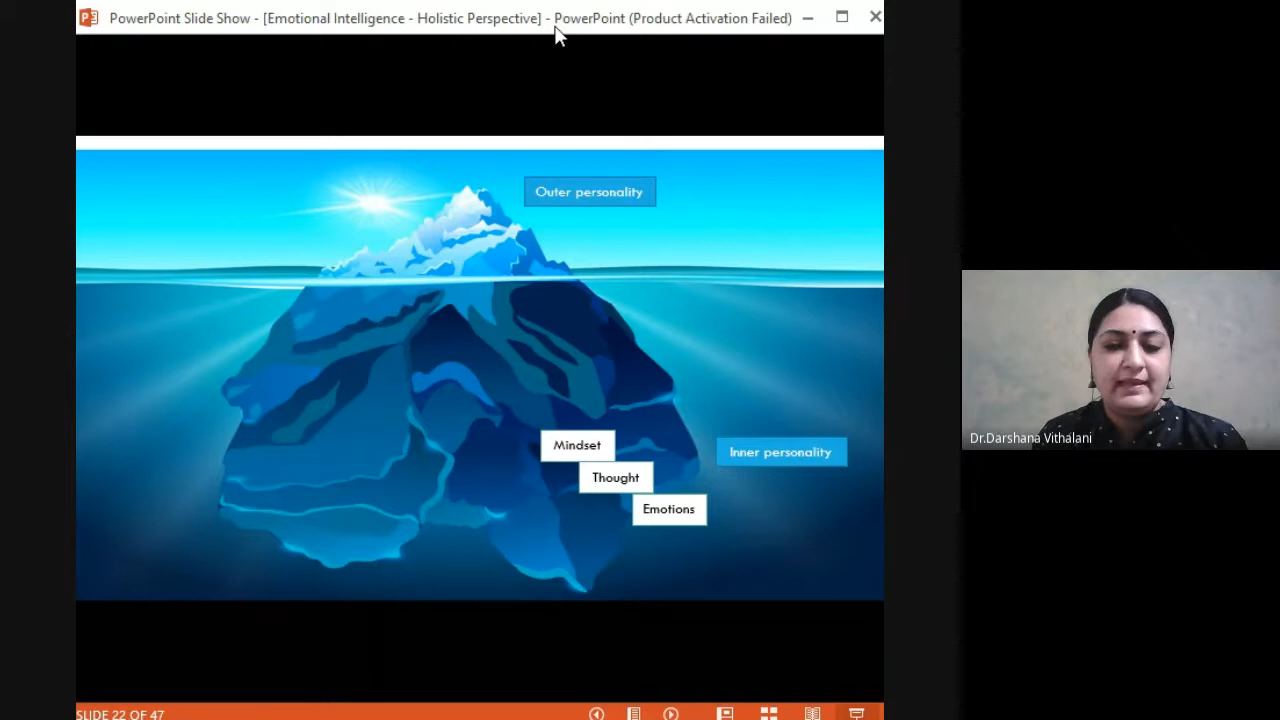 PowerPoint Slide Show - [Emotional Intelligence - Holistic Perspective] - PowerPoint (Product Activation Failed)
Outer personality
Mindset
Thought
Emotions
Inner personality
Dr.Darshana Vithalani
SLIDE 22 OF 47